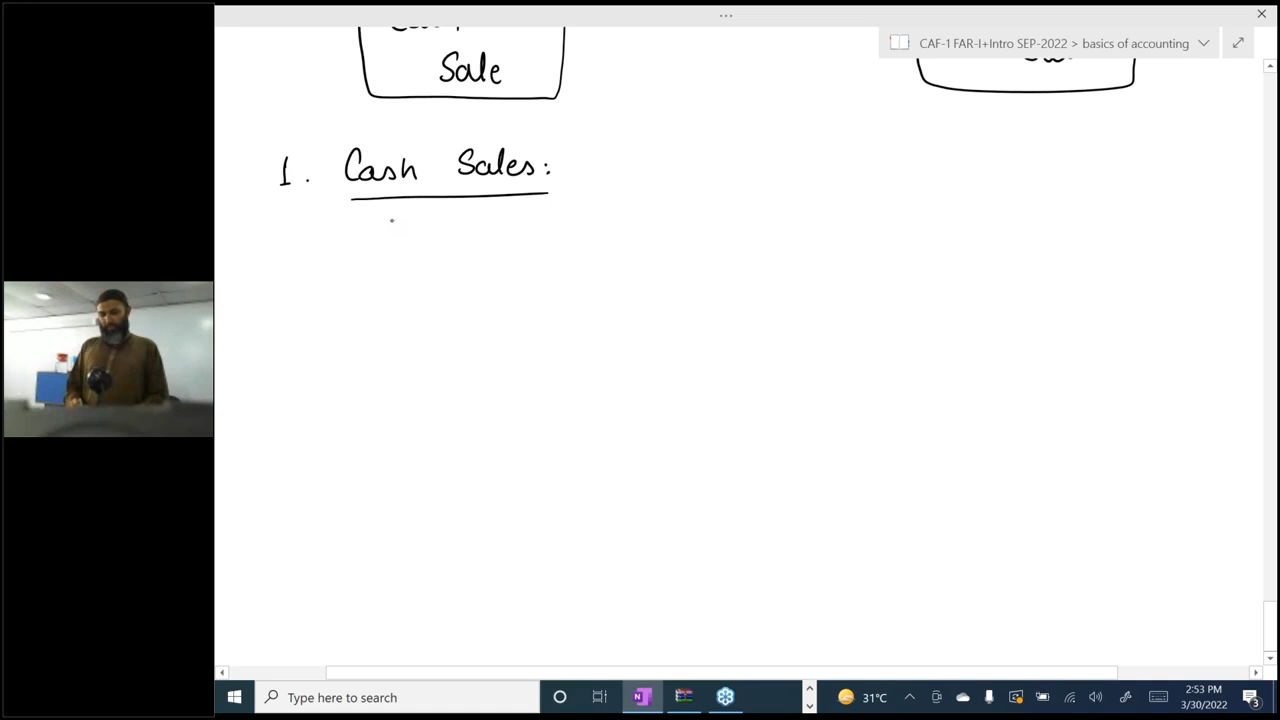 CAF-1 FAR-I+Intro SEP-2022 > basics of accounting
Sale
1. Cash Sales:
Type here to search
31°C
2:53 PM
3/30/2022
3